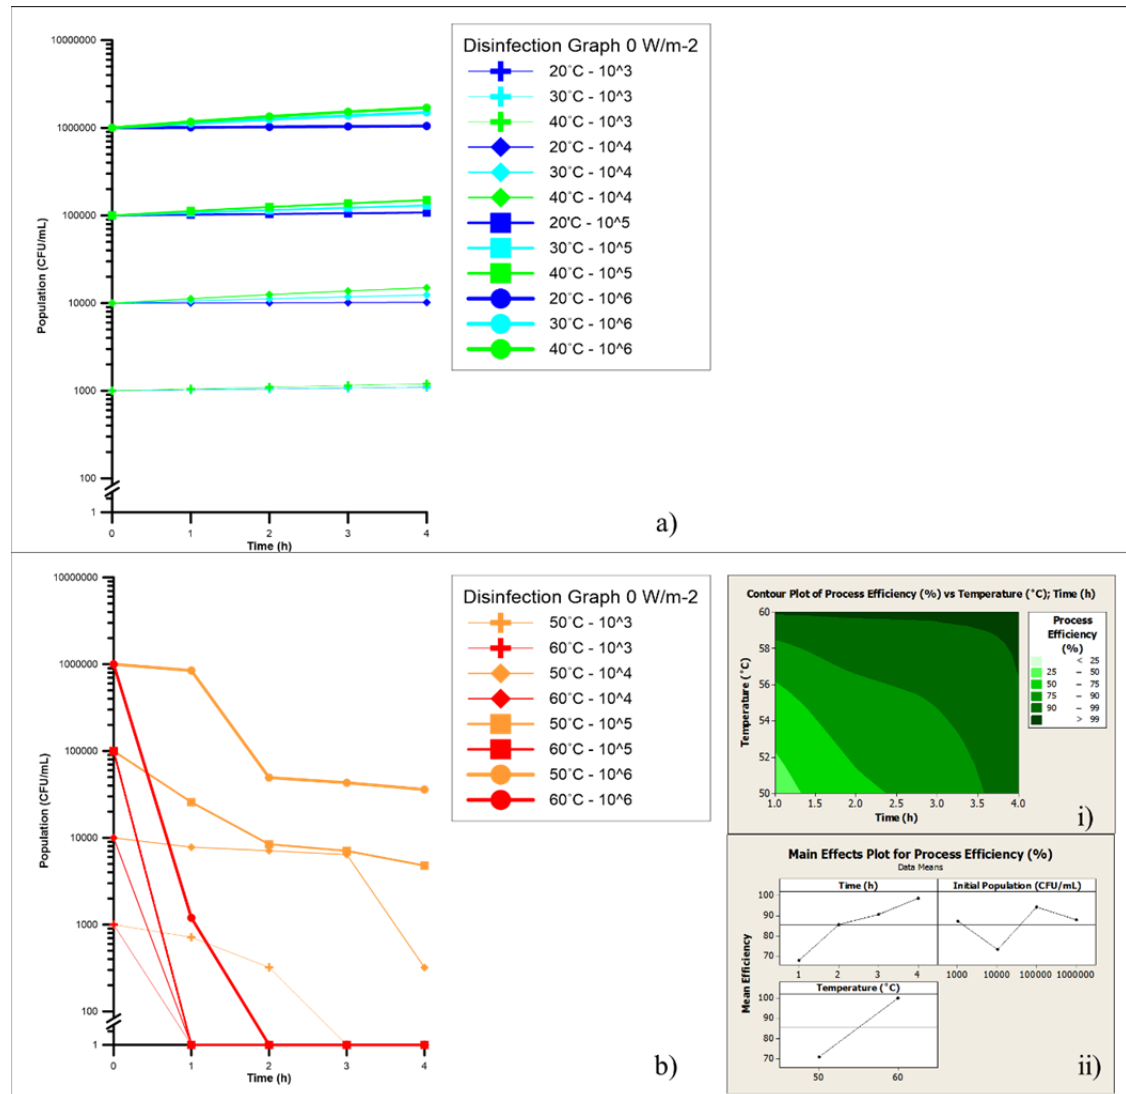 Disinfection Graph 0 W/m-2
20˚C - 10^3
30˚C - 10^3
40˚C - 10^3
20˚C - 10^4
30˚C - 10^4
40˚C - 10^4
20'C - 10^5
30˚C - 10^5
40˚C - 10^5
20˚C - 10^6
30˚C - 10^6
40˚C - 10^6
Population (CFU/mL)
10000000
1000000
100000
10000
1000
100
1
0 1 2 3 4
Time (h)
a)
Disinfection Graph 0 W/m-2
50˚C - 10^3
60˚C - 10^3
50˚C - 10^4
60˚C - 10^4
50˚C - 10^5
60˚C - 10^5
50˚C - 10^6
60˚C - 10^6
Population (CFU/mL)
10000000
1000000
100000
10000
1000
100
1
0 1 2 3 4
Time (h)
b)
Contour Plot of Process Efficiency (%) vs Temperature (˚C); Time (h)
Temperature (˚C)
60
58
56
54
52
50
1.0 1.5 2.0 2.5 3.0 3.5 4.0
Time (h)
Process
Efficiency
(%)
< 25
25 – 50
50 – 75
75 – 90
90 – 99
> 99
i)
Main Effects Plot for Process Efficiency (%)
Data Means
Mean Efficiency
Time (h) Initial Population (CFU/mL)
100
90
80
70
1 2 3 4 1000 10000 100000 1000000
Temperature (˚C)
100
90
80
70
50 60
ii)